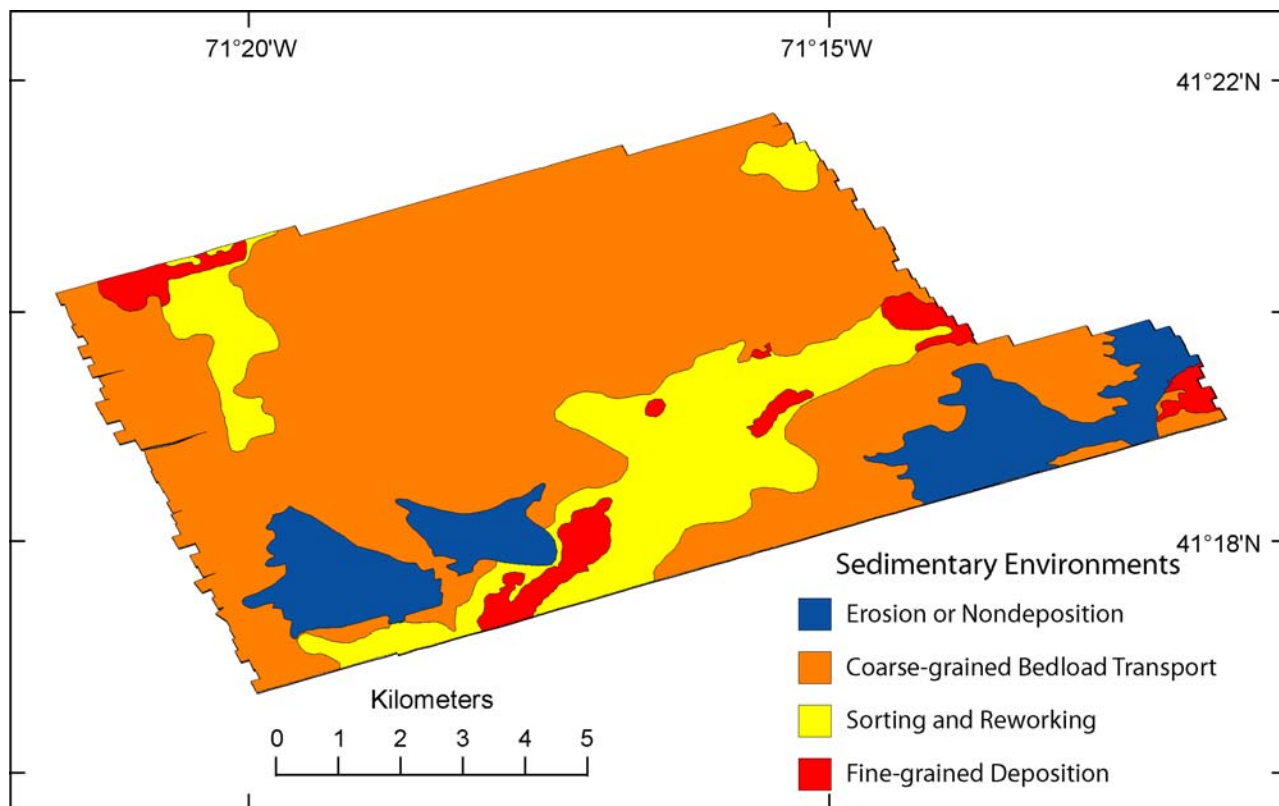 71°20'W
71°15'W
41°22'N
41°18'N
Sedimentary Environments
Erosion or Nondeposition
Coarse-grained Bedload Transport
Sorting and Reworking
Fine-grained Deposition
Kilometers
0 1 2 3 4 5